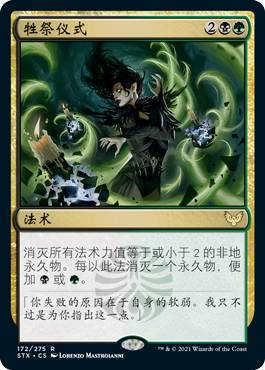 牲祭仪式 2
法术
消灭所有法术力值等于或小于 2 的非地
永久物。每以此法消灭一个永久物，便
加或。
「你失败的原因在于自身的软弱。我只不
过是为你指出这一点。」
172/275 R
STX • CS LORENZO MASTROIANNI
™ & © 2021 Wizards of the Coast